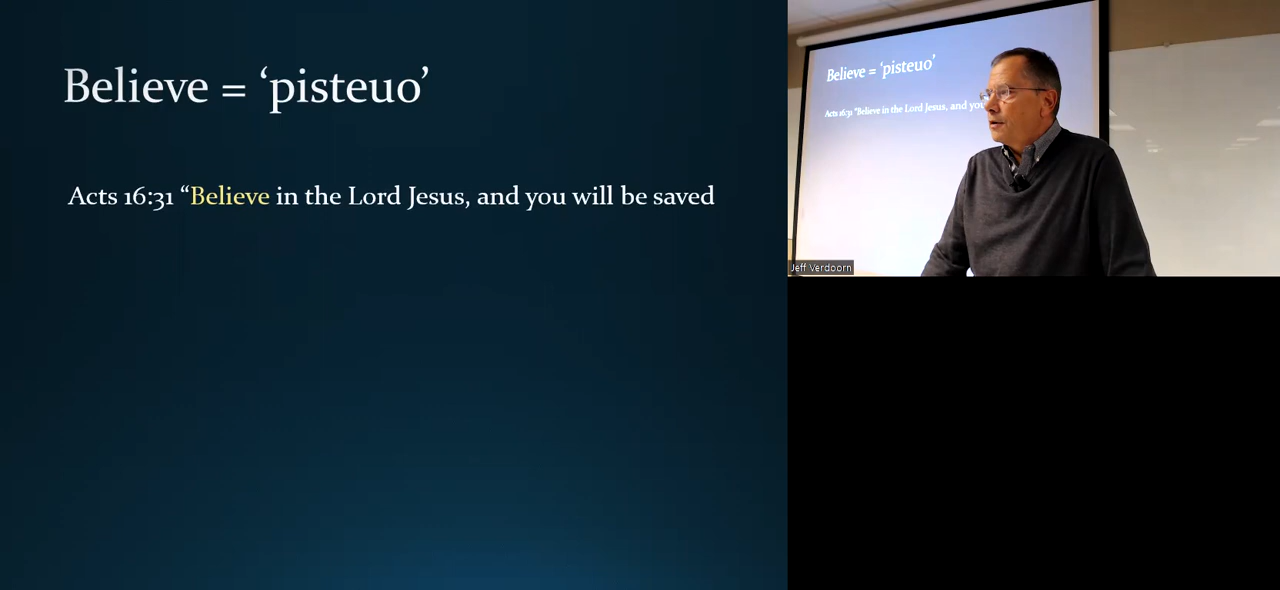 Believe = ‘pisteuo’
Acts 16:31 “Believe in the Lord Jesus, and you will be saved
Believe = ‘pisteuo’
Acts 16:31 “Believe in the Lord Jesus, and you
Jeff Verdoorn